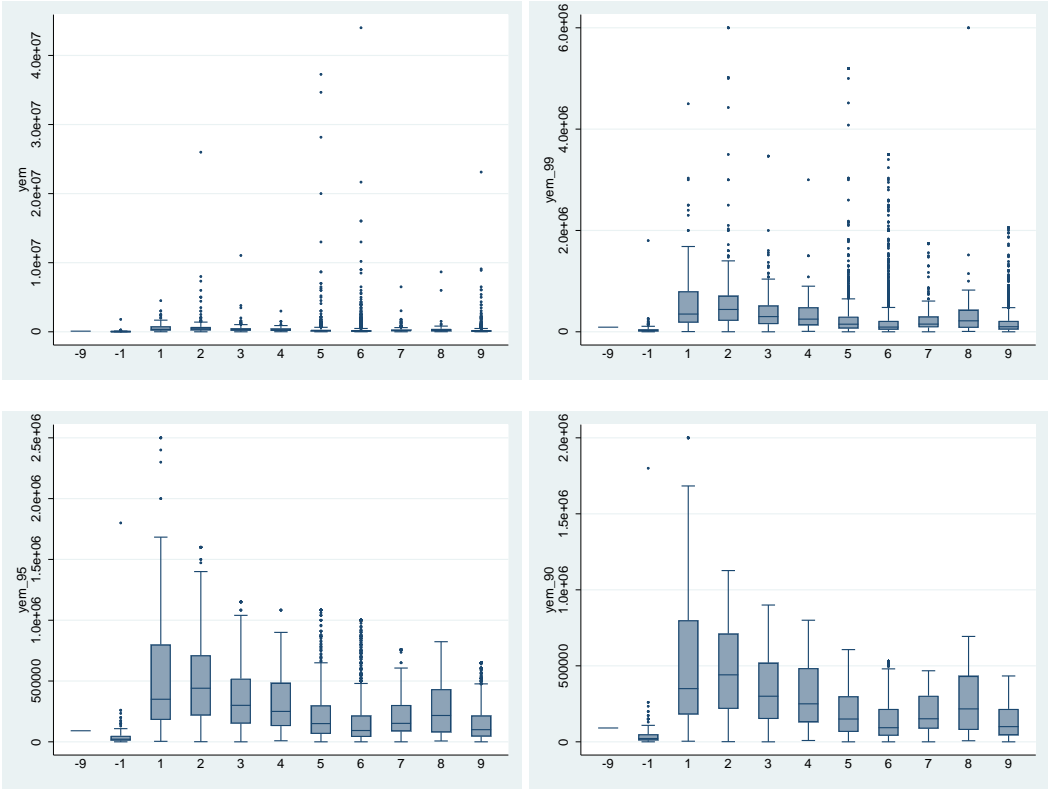 yem
4.0e+07
3.0e+07
2.0e+07
1.0e+07
0
-9 -1 1 2 3 4 5 6 7 8 9
yem_99
6.0e+06
4.0e+06
2.0e+06
0
-9 -1 1 2 3 4 5 6 7 8 9
yem_95
2.5e+06
2.0e+06
1.5e+06
1.0e+06
500000
0
-9 -1 1 2 3 4 5 6 7 8 9
yem_90
2.0e+06
1.5e+06
1.0e+06
500000
0
-9 -1 1 2 3 4 5 6 7 8 9